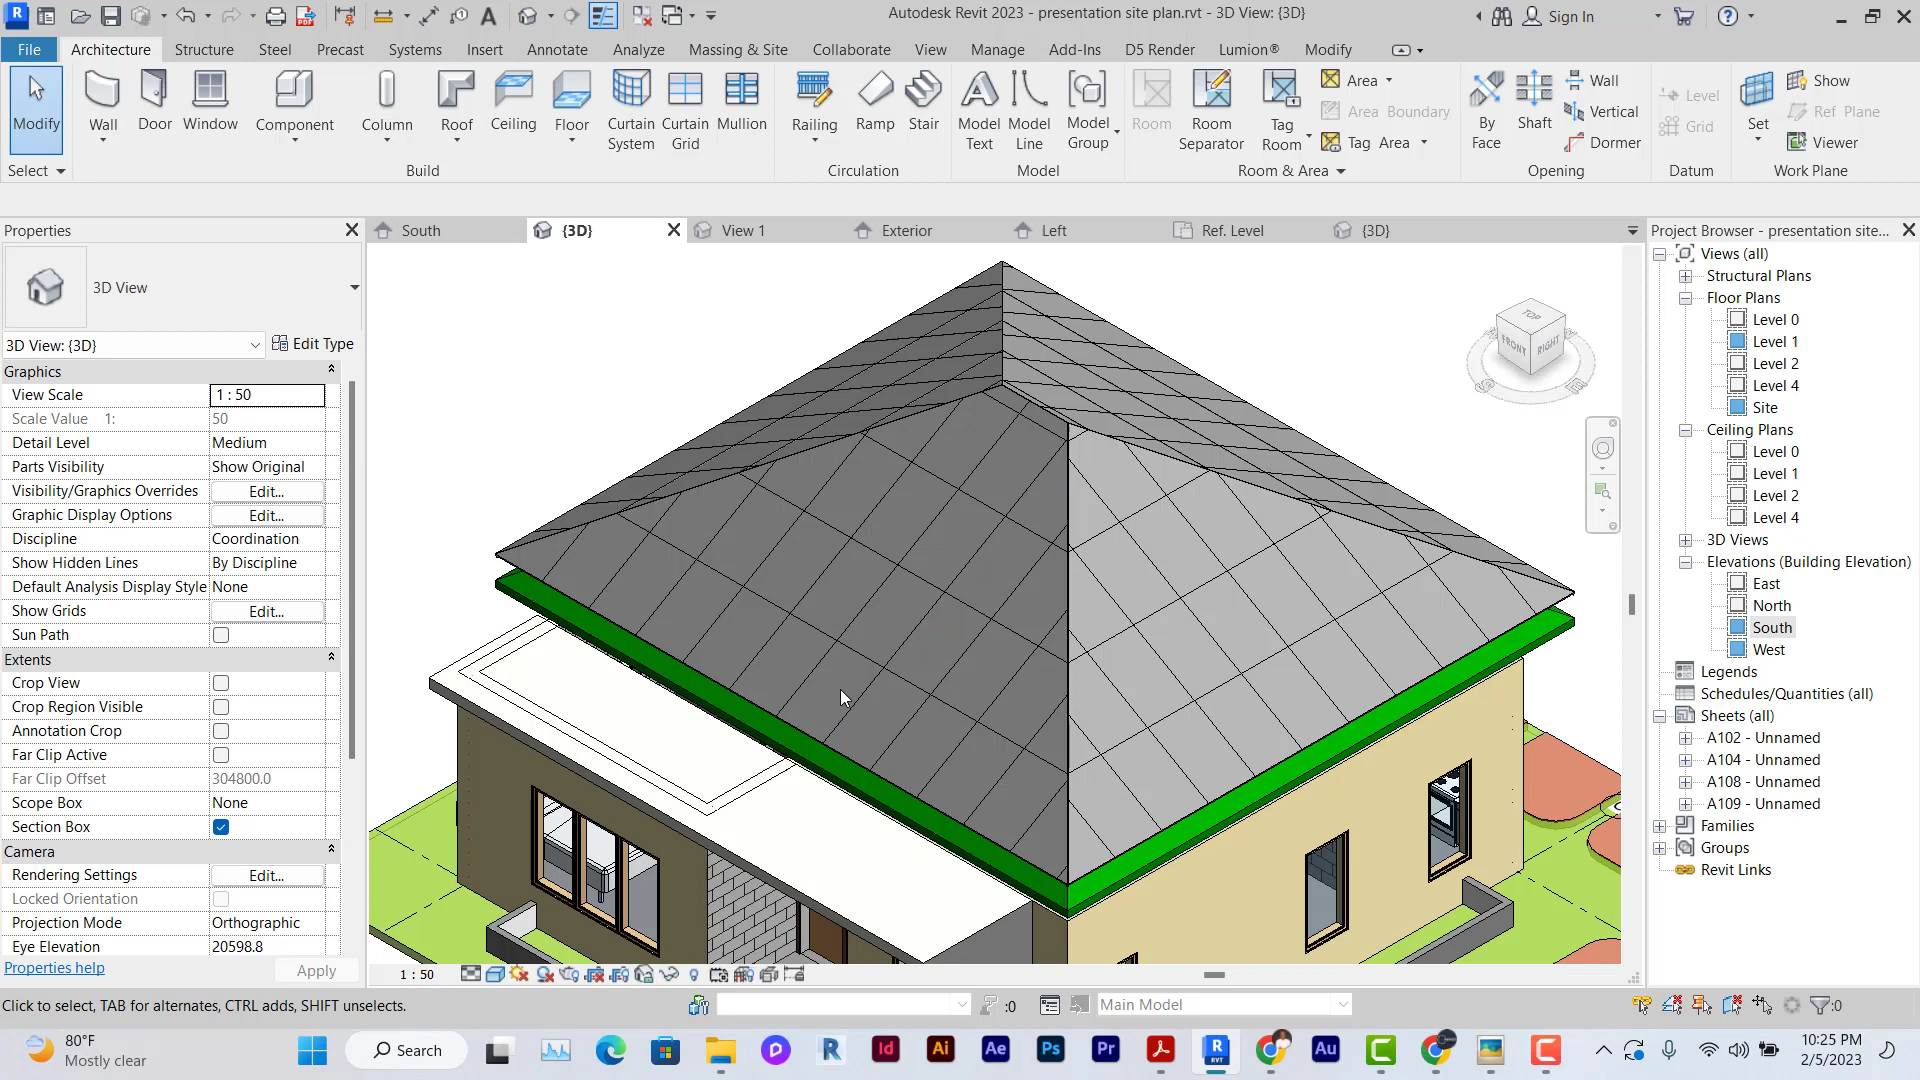 Autodesk Revit 2023 - presentation site plan.rvt - 3D View: {3D}
Sign In
File Architecture Structure Steel Precast Systems Insert Annotate Analyze Massing & Site Collaborate View Manage Add-Ins D5 Render Lumion® Modify
Modify
Wall
Door
Window
Component
Column
Roof
Ceiling
Floor
Curtain System
Curtain Grid
Mullion
Railing
Ramp
Stair
Model Text
Model Line
Model Group
Room
Room Separator
Tag Room
Area
Area Boundary
Tag Area
By Face
Shaft
Wall
Vertical
Dormer
Level
Grid
Set
Show
Ref Plane
Viewer
Select Build Circulation Model Room & Area Opening Datum Work Plane
Properties
South {3D} View 1 Exterior Left Ref. Level {3D}
Project Browser - presentation site...
3D View
3D View: {3D} Edit Type
Graphics
View Scale 1 : 50
Scale Value 1: 50
Detail Level Medium
Parts Visibility Show Original
Visibility/Graphics Overrides Edit...
Graphic Display Options Edit...
Discipline Coordination
Show Hidden Lines By Discipline
Default Analysis Display Style None
Show Grids Edit...
Sun Path
Extents
Crop View
Crop Region Visible
Annotation Crop
Far Clip Active
Far Clip Offset 304800.0
Scope Box None
Section Box
Camera
Rendering Settings Edit...
Locked Orientation
Projection Mode Orthographic
Eye Elevation 20598.8
Properties help Apply
TOP
FRONT RIGHT
Views (all)
Structural Plans
Floor Plans
Level 0
Level 1
Level 2
Level 4
Site
Ceiling Plans
Level 0
Level 1
Level 2
Level 4
3D Views
Elevations (Building Elevation)
East
North
South
West
Legends
Schedules/Quantities (all)
Sheets (all)
A102 - Unnamed
A104 - Unnamed
A108 - Unnamed
A109 - Unnamed
Families
Groups
Revit Links
1 : 50
Click to select, TAB for alternates, CTRL adds, SHIFT unselects.
:0
Main Model
:0
80°F
Mostly clear
Search
R
Id
Ai
Ae
Ps
Pr
R
RVT
Au
10:25 PM
2/5/2023